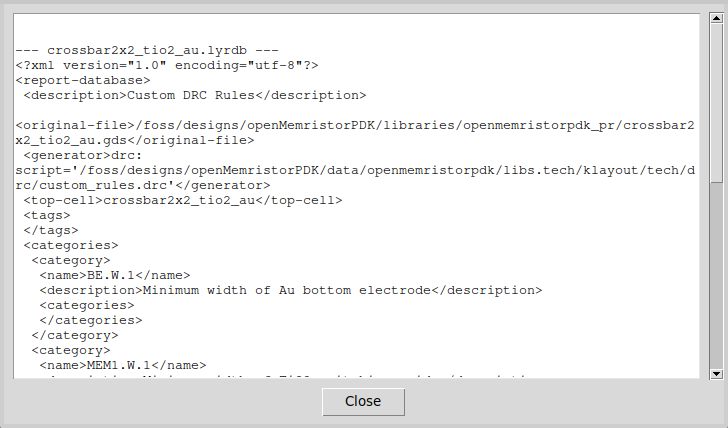 --- crossbar2x2_tio2_au.lyrdb ---
<?xml version="1.0" encoding="utf-8"?>
<report-database>
 <description>Custom DRC Rules</description>
<original-file>/foss/designs/openMemristorPDK/libraries/openmemristorpdk_pr/crossbar2
x2_tio2_au.gds</original-file>
 <generator>drc:
script='/foss/designs/openMemristorPDK/data/openmemristorpdk/libs.tech/klayout/tech/d
rc/custom_rules.drc'</generator>
 <top-cell>crossbar2x2_tio2_au</top-cell>
 <tags>
 </tags>
 <categories>
  <category>
   <name>BE.W.1</name>
   <description>Minimum width of Au bottom electrode</description>
   <categories>
   </categories>
  </category>
  <category>
   <name>MEM1.W.1</name>
Close